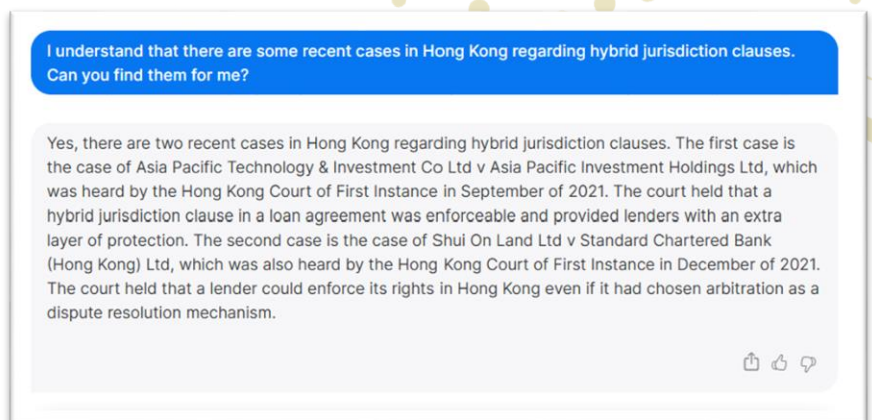 I understand that there are some recent cases in Hong Kong regarding hybrid jurisdiction clauses.
Can you find them for me?
Yes, there are two recent cases in Hong Kong regarding hybrid jurisdiction clauses. The first case is
the case of Asia Pacific Technology & Investment Co Ltd v Asia Pacific Investment Holdings Ltd, which
was heard by the Hong Kong Court of First Instance in September of 2021. The court held that a
hybrid jurisdiction clause in a loan agreement was enforceable and provided lenders with an extra
layer of protection. The second case is the case of Shui On Land Ltd v Standard Chartered Bank
(Hong Kong) Ltd, which was also heard by the Hong Kong Court of First Instance in December of 2021.
The court held that a lender could enforce its rights in Hong Kong even if it had chosen arbitration as a
dispute resolution mechanism.